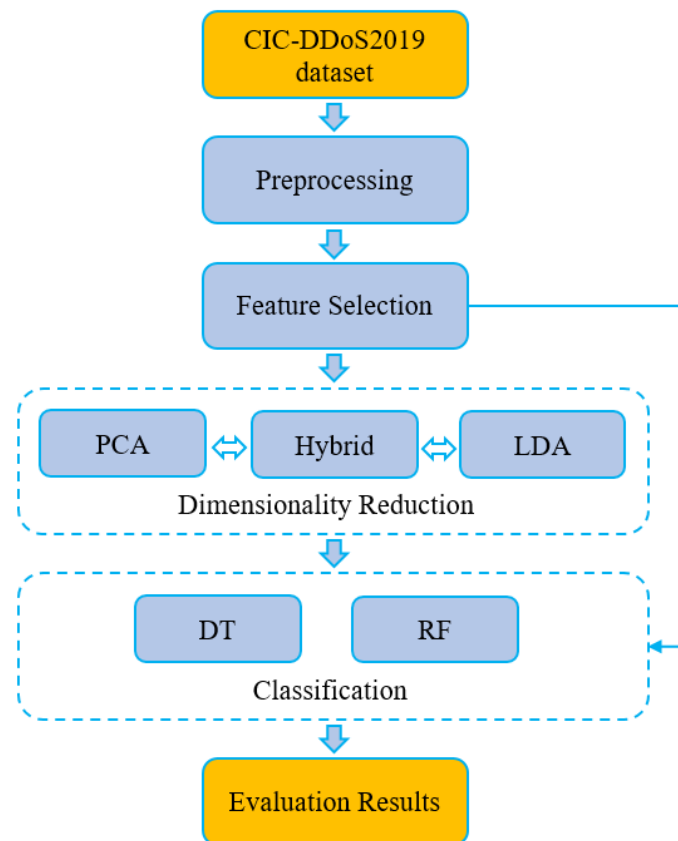 CIC-DDoS2019
dataset
Preprocessing
Feature Selection
PCA
Hybrid
LDA
Dimensionality Reduction
DT
RF
Classification
Evaluation Results